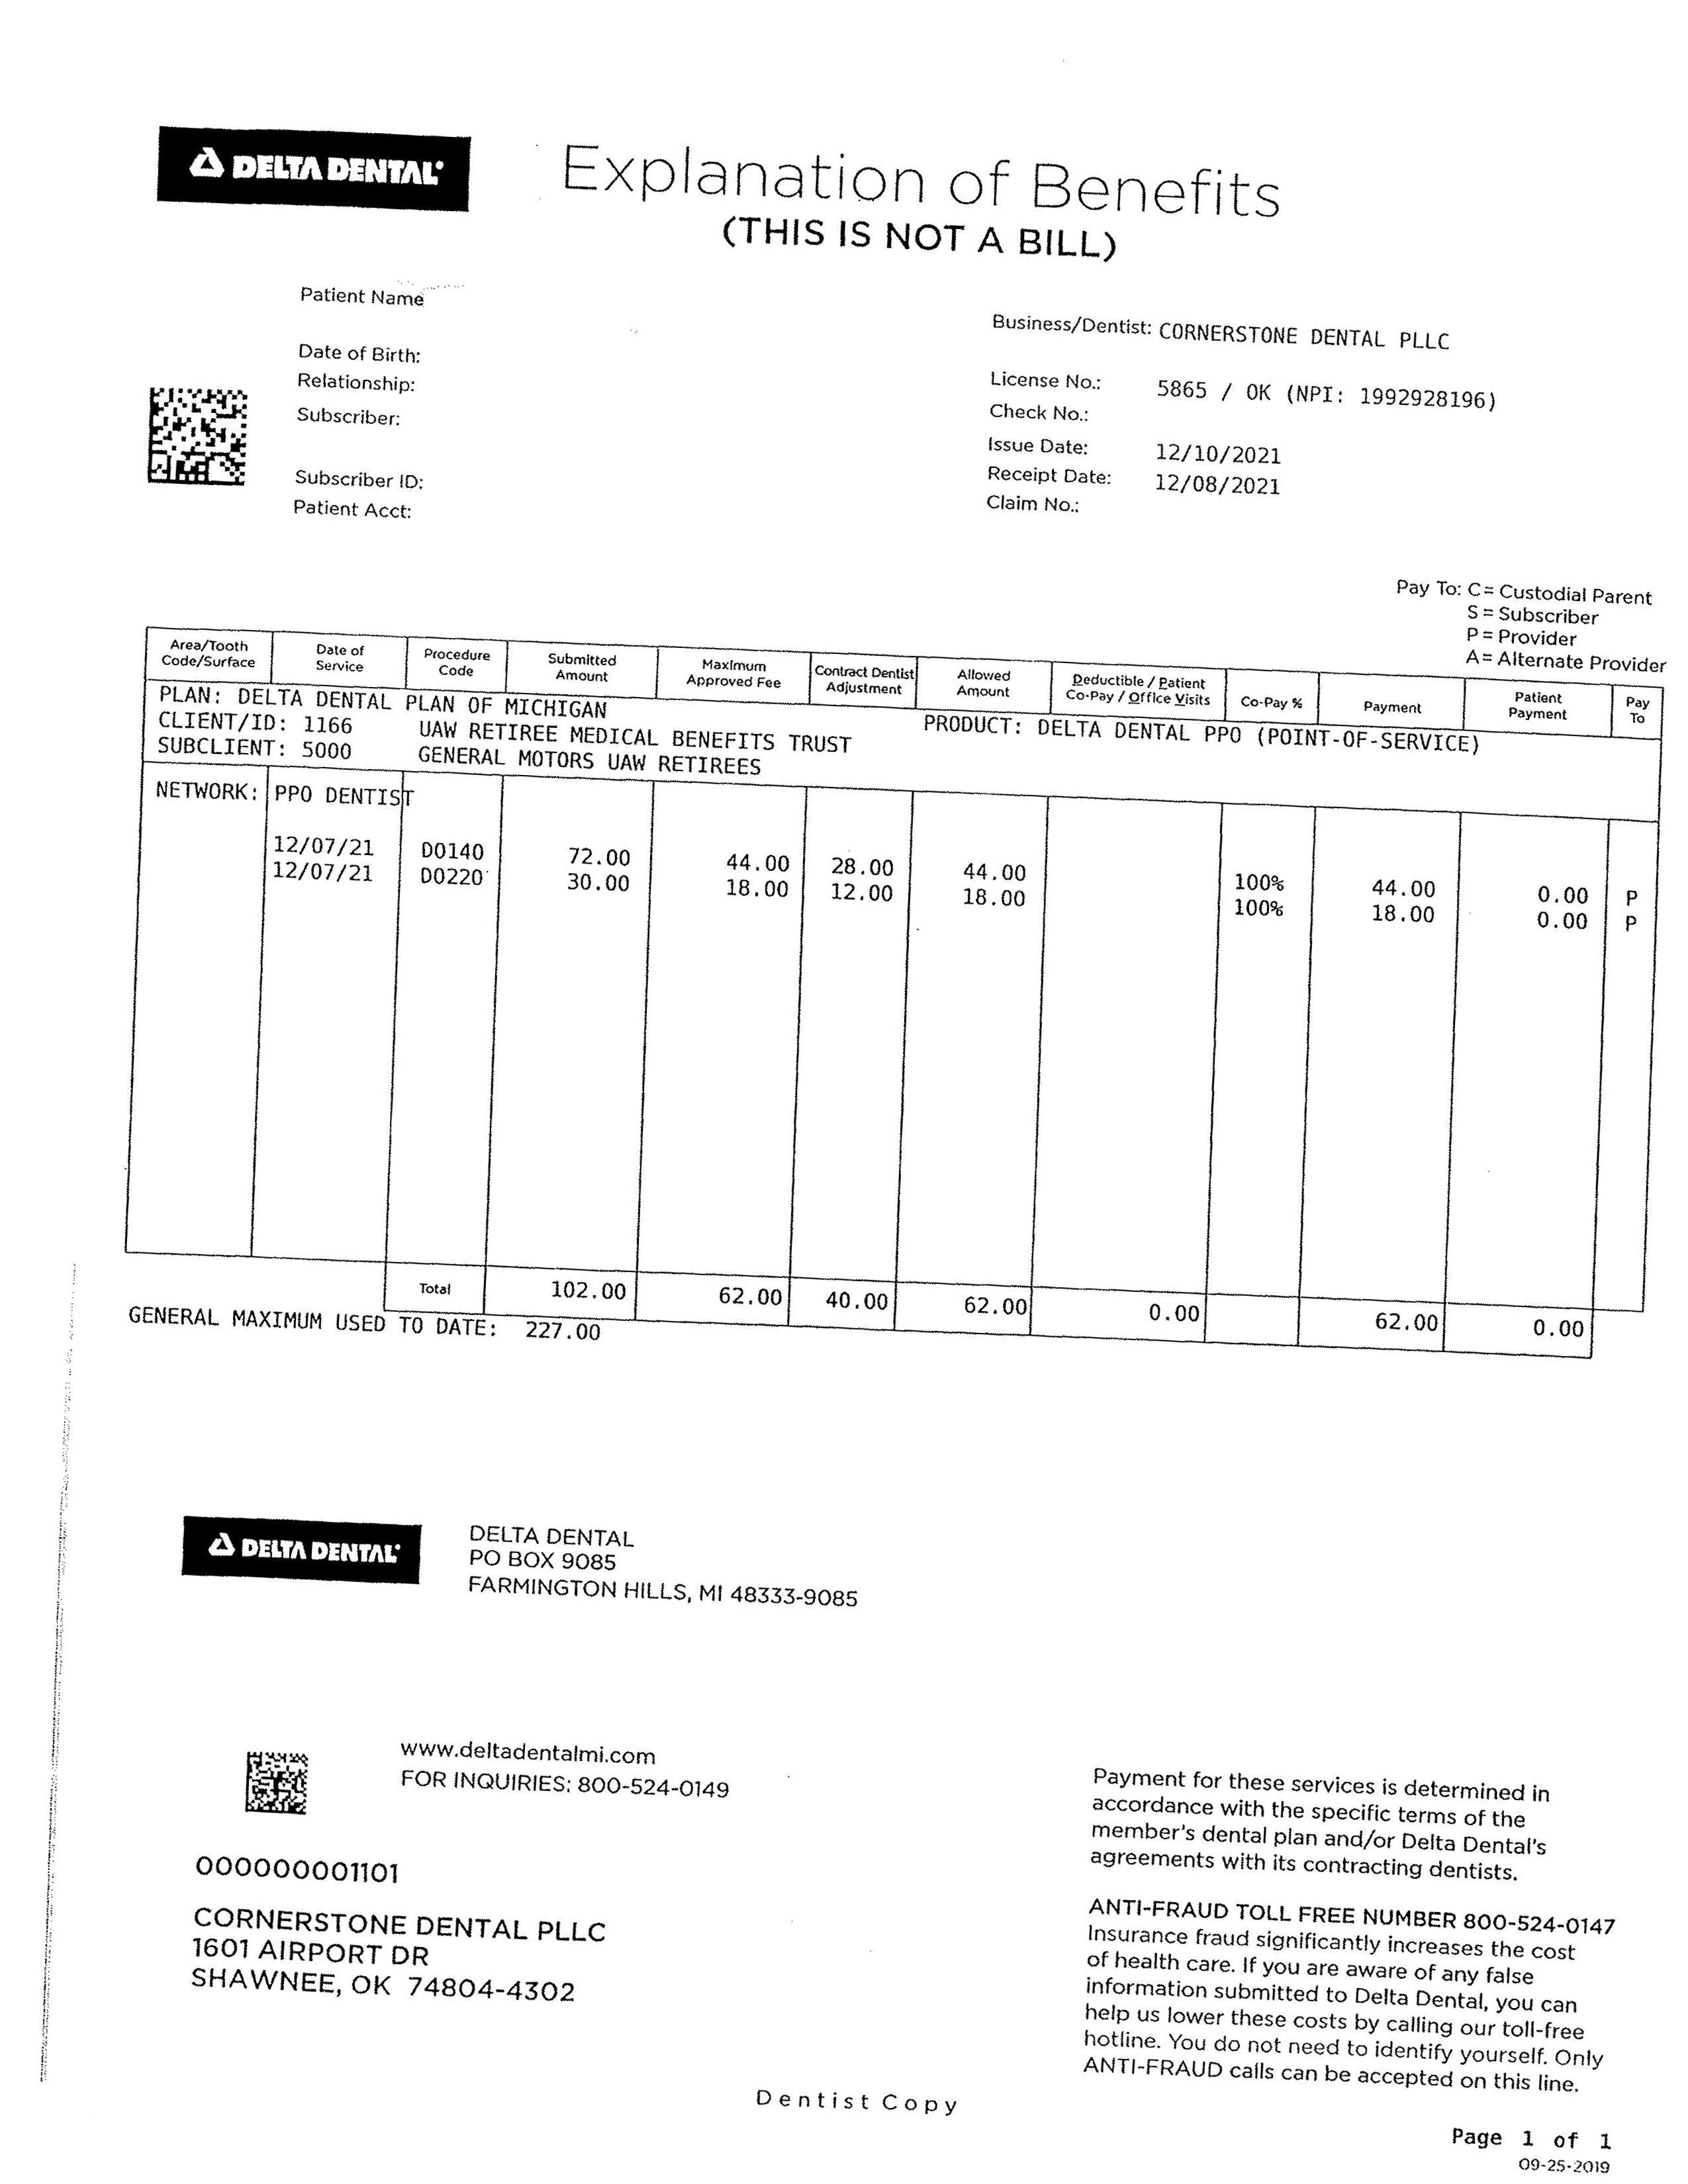 DELTA DENTAL
Explanation of Benefits
(THIS IS NOT A BILL)
Patient Name
Date of Birth:
Relationship:
Subscriber:
Subscriber ID:
Patient Acct:
Business/Dentist: CORNERSTONE DENTAL PLLC
License No.: 5865 / OK (NPI: 1992928196)
Check No.:
Issue Date: 12/10/2021
Receipt Date: 12/08/2021
Claim No.:
Pay To: C= Custodial Parent
S = Subscriber
P = Provider
A= Alternate Provider
Area/Tooth Code/Surface Date of Service Procedure Code Submitted Amount Maximum Approved Fee Contract Dentist Adjustment Allowed Amount Deductible / Patient Co-Pay / Office Visits Co-Pay % Payment Patient Payment Pay To
PLAN: DELTA DENTAL PLAN OF MICHIGAN
CLIENT/ID: 1166 UAW RETIREE MEDICAL BENEFITS TRUST PRODUCT: DELTA DENTAL PPO (POINT-OF-SERVICE)
SUBCLIENT: 5000 GENERAL MOTORS UAW RETIREES
NETWORK: PPO DENTIST
12/07/21 D0140 72.00 44.00 28.00 44.00 100% 44.00 0.00 P
12/07/21 D0220 30.00 18.00 12.00 18.00 100% 18.00 0.00 P
Total 102.00 62.00 40.00 62.00 0.00 62.00 0.00
GENERAL MAXIMUM USED TO DATE: 227.00
DELTA DENTAL
DELTA DENTAL
PO BOX 9085
FARMINGTON HILLS, MI 48333-9085
www.deltadentalmi.com
FOR INQUIRIES: 800-524-0149
000000001101
CORNERSTONE DENTAL PLLC
1601 AIRPORT DR
SHAWNEE, OK 74804-4302
Payment for these services is determined in
accordance with the specific terms of the
member's dental plan and/or Delta Dental's
agreements with its contracting dentists.
ANTI-FRAUD TOLL FREE NUMBER 800-524-0147
Insurance fraud significantly increases the cost
of health care. If you are aware of any false
information submitted to Delta Dental, you can
help us lower these costs by calling our toll-free
hotline. You do not need to identify yourself. Only
ANTI-FRAUD calls can be accepted on this line.
Dentist Copy
Page 1 of 1
09-25-2019